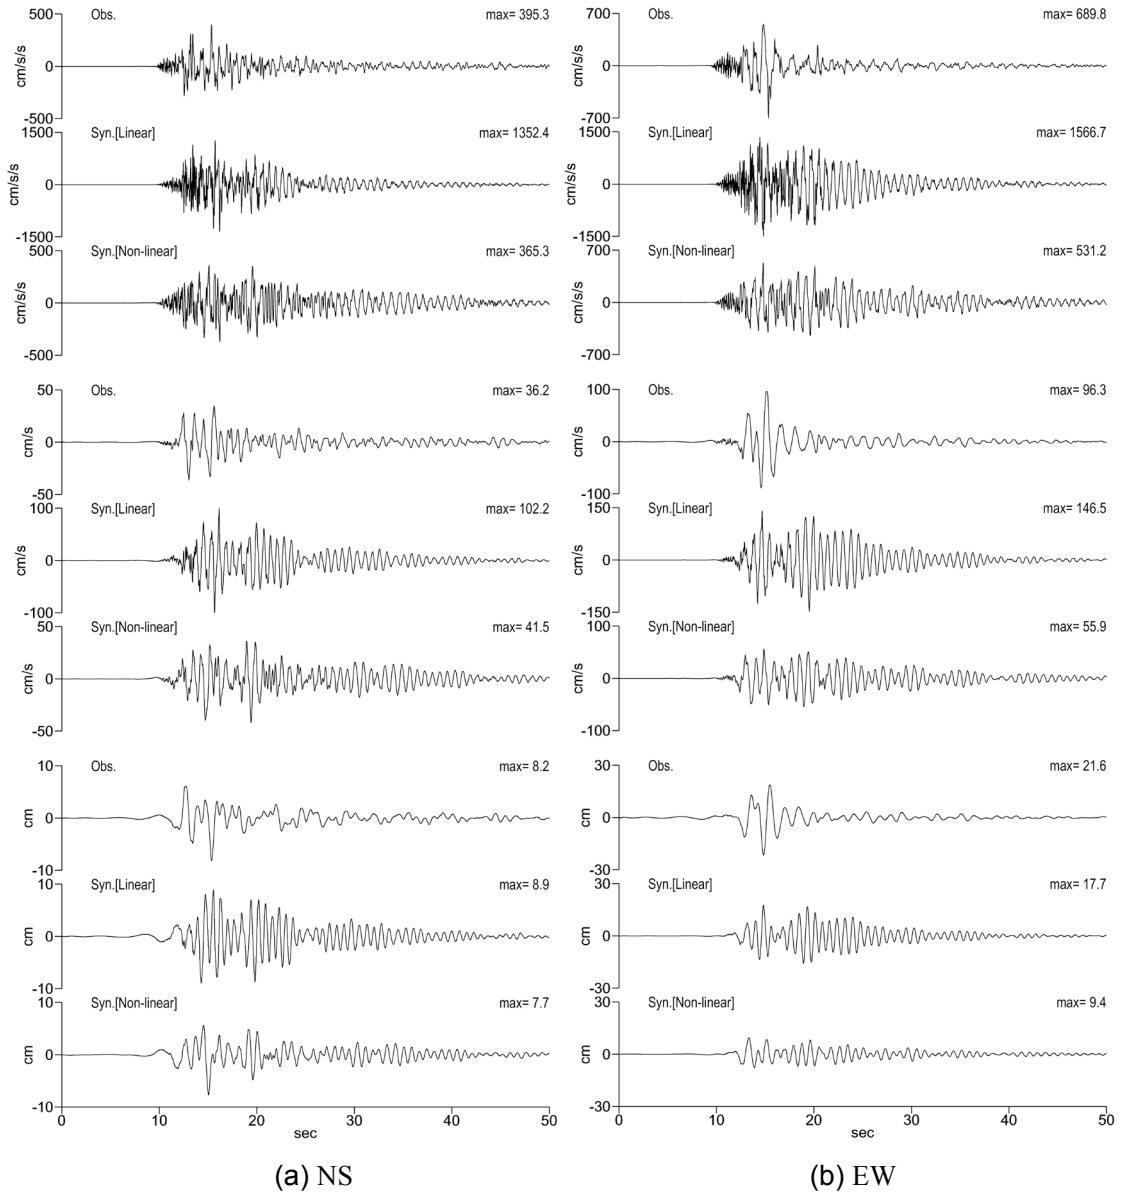 500 Obs. max= 395.3
cm/s/s
0
-500
1500 Syn.[Linear] max= 1352.4
cm/s/s
0
-1500
500 Syn.[Non-linear] max= 365.3
cm/s/s
0
-500
50 Obs. max= 36.2
cm/s
0
-50
100 Syn.[Linear] max= 102.2
cm/s
0
-100
50 Syn.[Non-linear] max= 41.5
cm/s
0
-50
10 Obs. max= 8.2
cm
0
-10
10 Syn.[Linear] max= 8.9
cm
0
-10
10 Syn.[Non-linear] max= 7.7
cm
0
-10
0 10 20 30 40 50
sec
(a) NS
700 Obs. max= 689.8
cm/s/s
0
-700
1500 Syn.[Linear] max= 1566.7
cm/s/s
0
-1500
700 Syn.[Non-linear] max= 531.2
cm/s/s
0
-700
100 Obs. max= 96.3
cm/s
0
-100
150 Syn.[Linear] max= 146.5
cm/s
0
-150
100 Syn.[Non-linear] max= 55.9
cm/s
0
-100
30 Obs. max= 21.6
cm
0
-30
30 Syn.[Linear] max= 17.7
cm
0
-30
30 Syn.[Non-linear] max= 9.4
cm
0
-30
0 10 20 30 40 50
sec
(b) EW